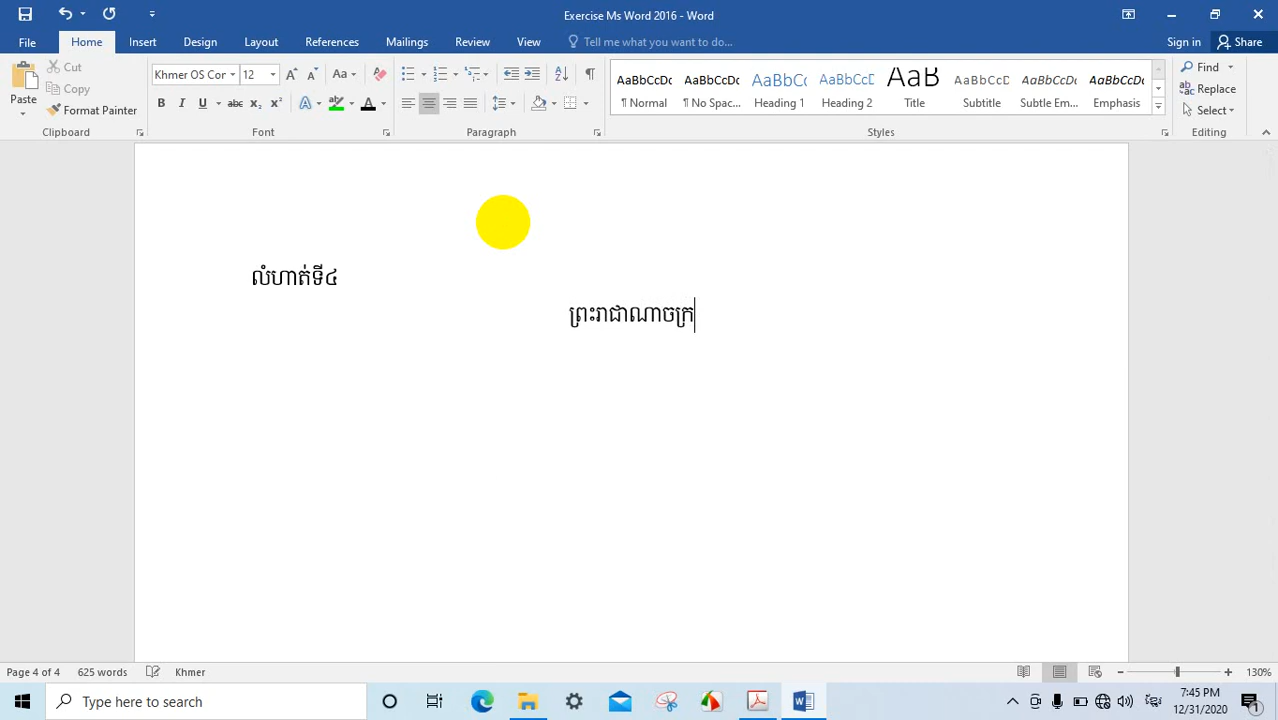 Exercise Ms Word 2016 - Word
File Home Insert Design Layout References Mailings Review View Tell me what you want to do... Sign in Share
Cut
Copy
Format Painter
Paste
Clipboard
Khmer OS Cor 12
Font
Paragraph
AaBbCcDc AaBbCcDc AaBbCc AaBbCcD AaB AaBbCcD AaBbCcDc AaBbCcDc
¶ Normal ¶ No Spac... Heading Heading 2 Title Subtitle Subtle Em... Emphasis
Styles
Find
Replace
Select
Editing
លំហាត់ទី៤
ព្រះរាជាណាចក្រ
Page 4 of 4 625 words Khmer 130%
Type here to search
7:45 PM
12/31/2020